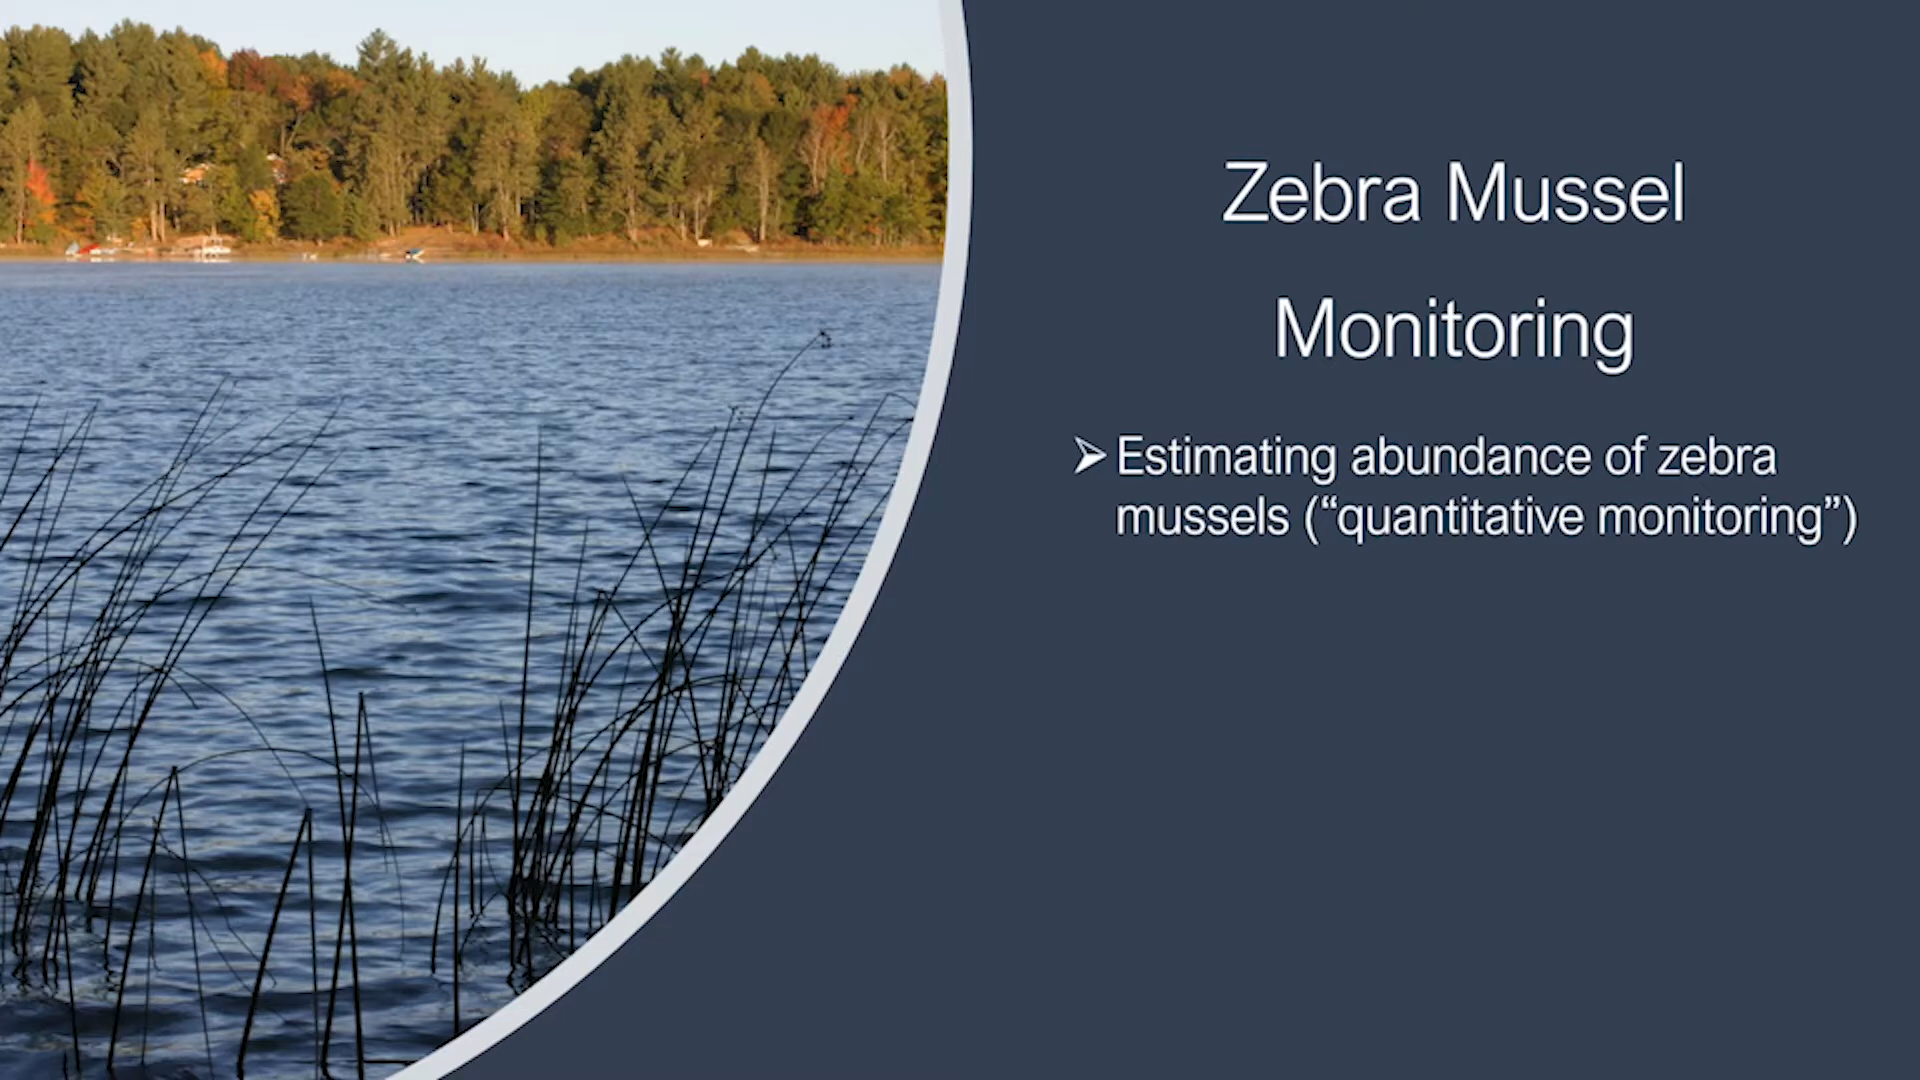 Zebra Mussel
Monitoring
➢ Estimating abundance of zebra
mussels (“quantitative monitoring”)